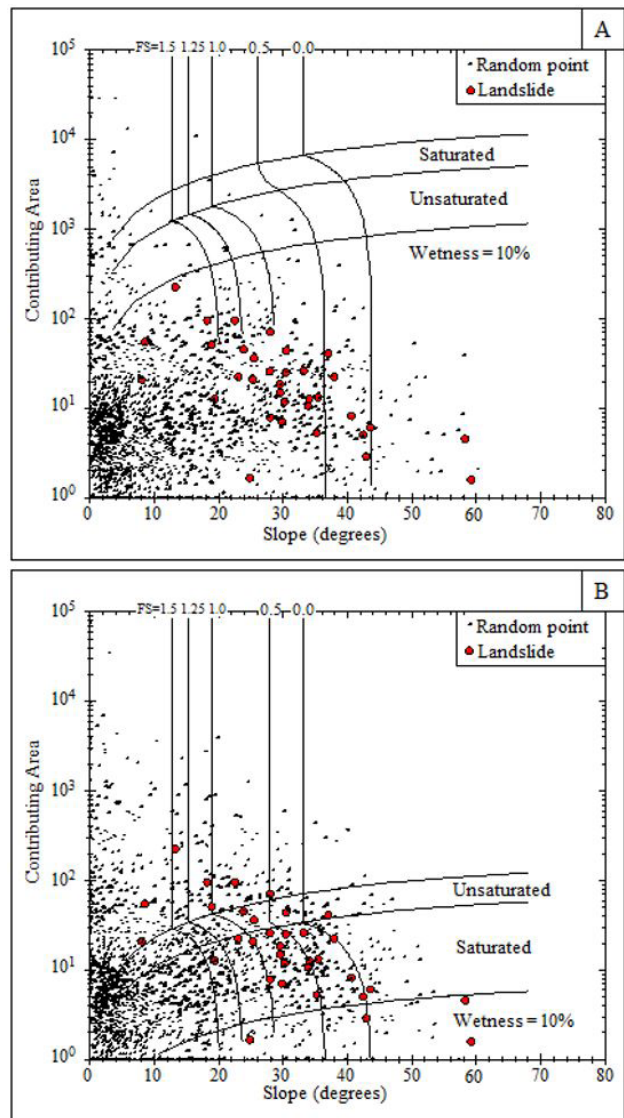 A
FS=1.5 1.25 1.0 0.5 0.0
10^5
Random point
Landslide
10^4
Saturated
Unsaturated
10^3
Wetness = 10%
Contributing Area
10^2
10^1
10^0
0 10 20 30 40 50 60 70 80
Slope (degrees)
B
FS=1.5 1.25 1.0 0.5 0.0
10^5
Random point
Landslide
10^4
10^3
Contributing Area
10^2
Unsaturated
Saturated
10^1
Wetness = 10%
10^0
0 10 20 30 40 50 60 70 80
Slope (degrees)